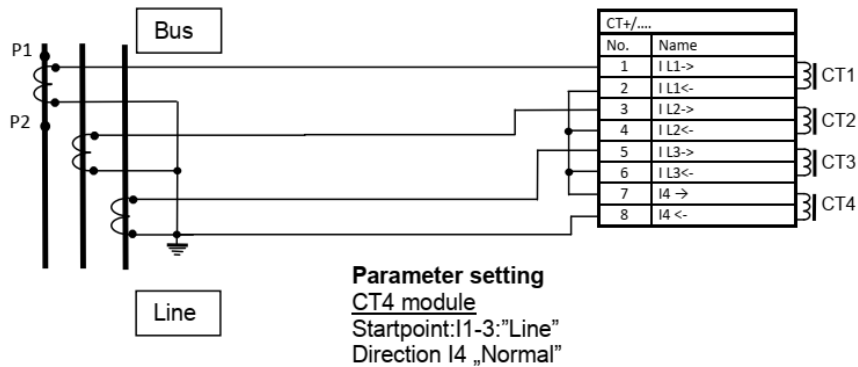 Bus
P1
P2
Line
CT+/....
No. Name
1 I L1->
2 I L1<-
3 I L2->
4 I L2<-
5 I L3->
6 I L3<-
7 I4 →
8 I4 <-
CT1
CT2
CT3
CT4
Parameter setting
CT4 module
Startpoint:I1-3:”Line”
Direction I4 „Normal”